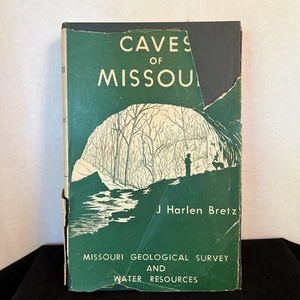 CAVES
OF
MISSOU
J Harlen Bretz
MISSOURI GEOLOGICAL SURVEY
AND
WATER RESOURCES